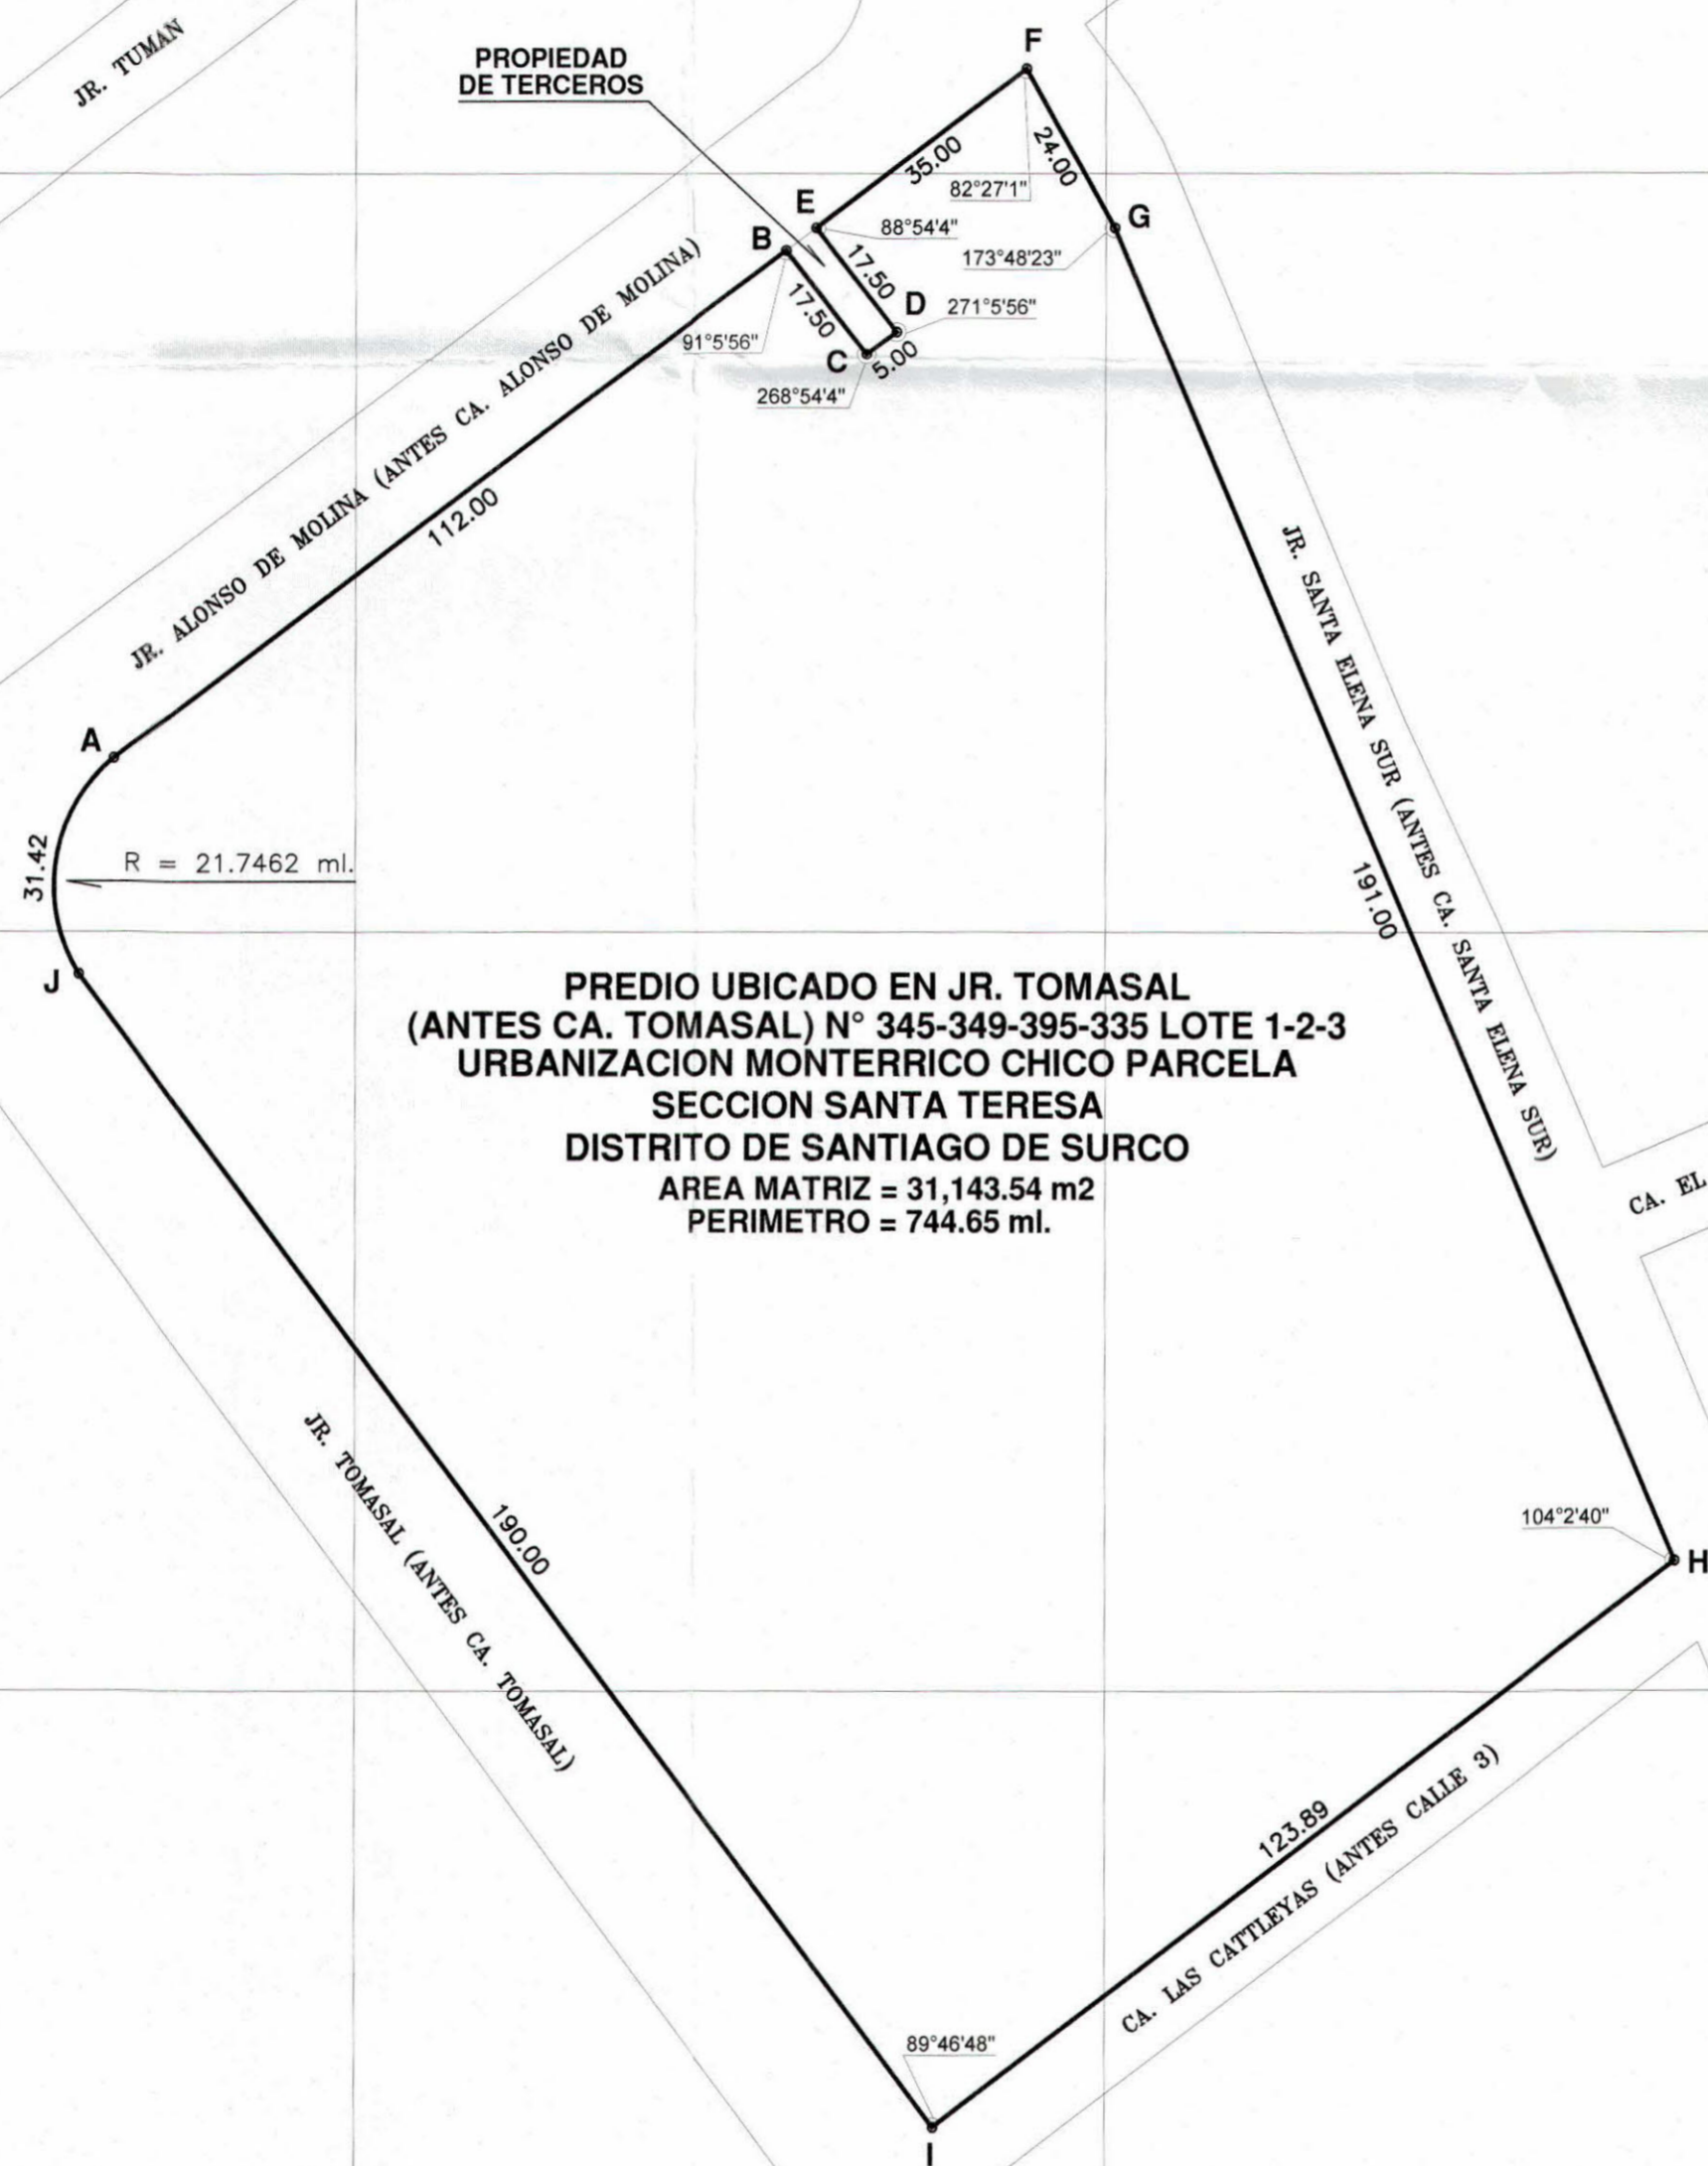 JR. TUMAN
PROPIEDAD
DE TERCEROS
F
35.00
24.00
82°27'1"
E
88°54'4"
G
B
173°48'23"
17.50
D
271°5'56"
17.50
91°5'56"
C
5.00
268°54'4"
JR. ALONSO DE MOLINA (ANTES CA. ALONSO DE MOLINA)
112.00
JR. SANTA ELENA SUR (ANTES CA. SANTA ELENA SUR)
A
31.42
R = 21.7462 ml.
191.00
J
PREDIO UBICADO EN JR. TOMASAL
(ANTES CA. TOMASAL) N° 345-349-395-335 LOTE 1-2-3
URBANIZACION MONTERRICO CHICO PARCELA
SECCION SANTA TERESA
DISTRITO DE SANTIAGO DE SURCO
AREA MATRIZ = 31,143.54 m2
PERIMETRO = 744.65 ml.
CA. EL
JR. TOMASAL (ANTES CA. TOMASAL)
190.00
104°2'40"
H
123.89
CA. LAS CATTLEYAS (ANTES CALLE 3)
89°46'48"
I